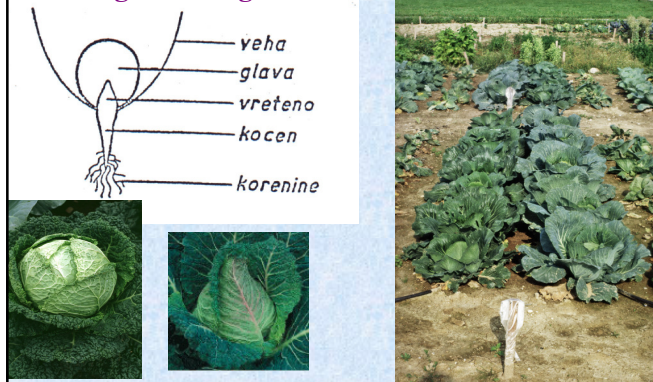 veha
glava
vreteno
kocen
korenine